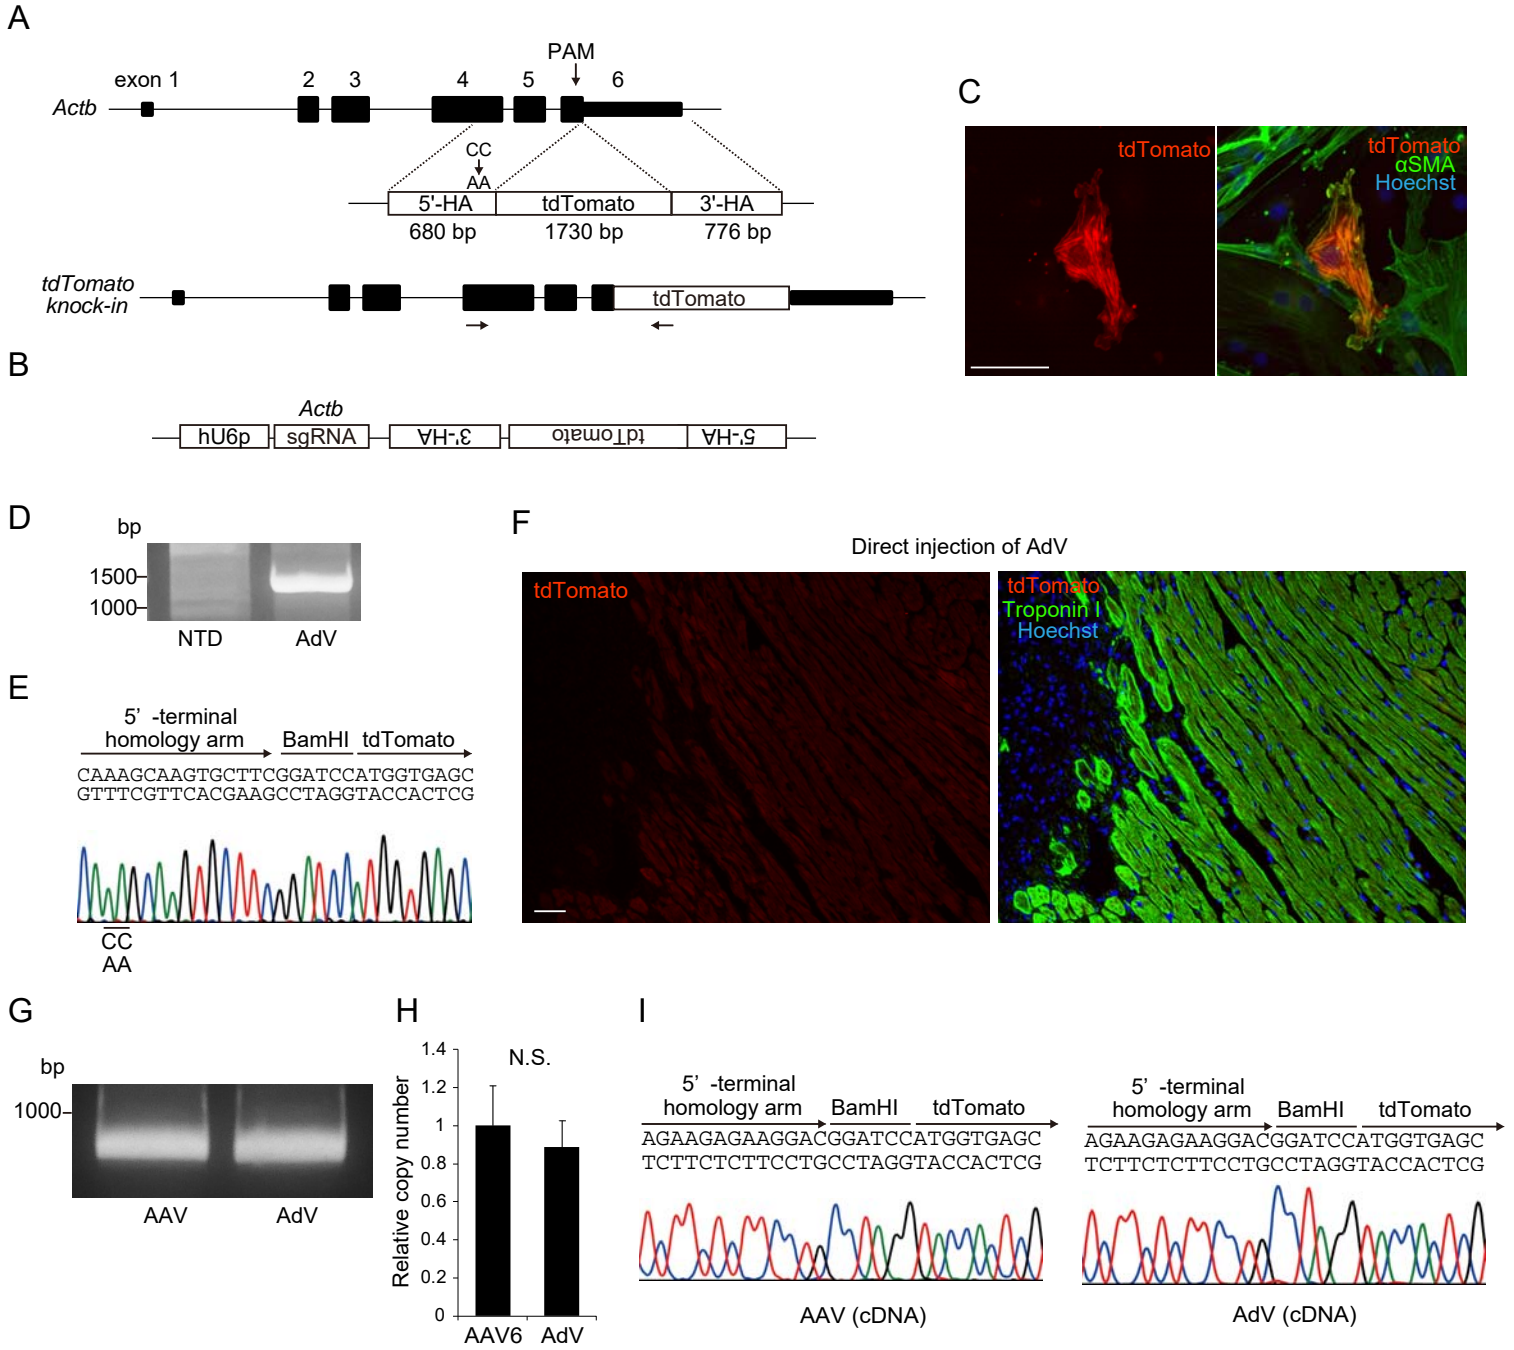 A
PAM
exon 1 2 3 4 5 6
Actb
CC
AA
5'-HA tdTomato 3'-HA
680 bp 1730 bp 776 bp
tdTomato
knock-in
tdTomato
B
Actb
hU6p sgRNA 3'-HA tdTomato 5'-HA
C
tdTomato
tdTomato
αSMA
Hoechst
D
bp
1500
1000
NTD AdV
E
5' -terminal
homology arm BamHI tdTomato
CAAAGCAAGTGCTTCGGATCCATGGTGAGC
GTTTCGTTCACGAAGCCTAGGTACCACTCG
CC
AA
F
Direct injection of AdV
tdTomato
tdTomato
Troponin I
Hoechst
G
bp
1000
AAV AdV
H
N.S.
Relative copy number
1.4
1.2
1
0.8
0.6
0.4
0.2
0
AAV6 AdV
I
5' -terminal
homology arm BamHI tdTomato
AGAAGAGAAGGACGGATCCATGGTGAGC
TCTTCTCTTCCTGCCTAGGTACCACTCG
AAV (cDNA)
5' -terminal
homology arm BamHI tdTomato
AGAAGAGAAGGACGGATCCATGGTGAGC
TCTTCTCTTCCTGCCTAGGTACCACTCG
AdV (cDNA)